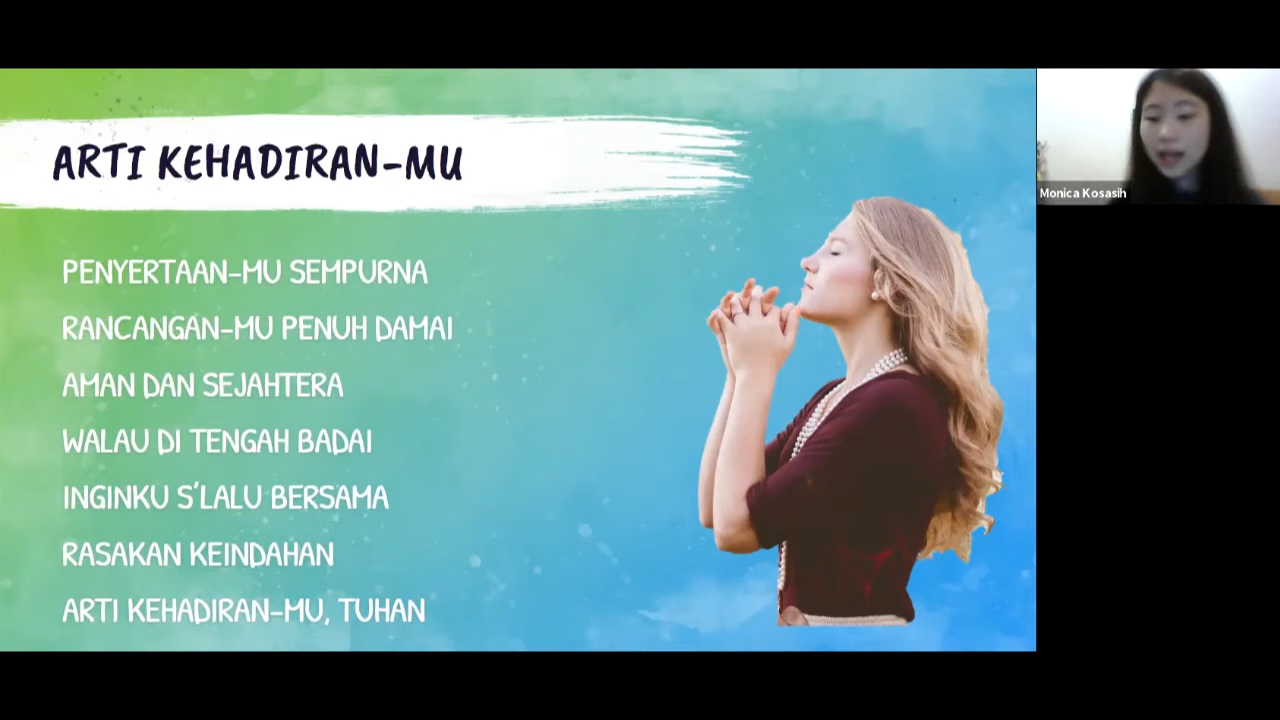 ARTI KEHADIRAN-MU
PENYERTAAN-MU SEMPURNA
RANCANGAN-MU PENUH DAMAI
AMAN DAN SEJAHTERA
WALAU DI TENGAH BADAI
INGINKU S'LALU BERSAMA
RASAKAN KEINDAHAN
ARTI KEHADIRAN-MU, TUHAN
Monica Kosasih